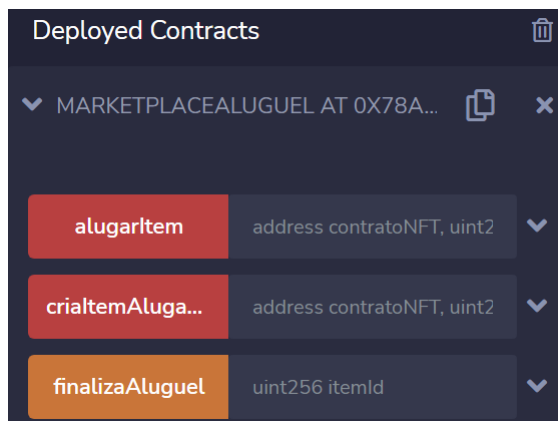 Deployed Contracts
MARKETPLACEALUGUEL AT 0X78A...
alugarItem address contratoNFT, uint2
criaItemAluga... address contratoNFT, uint2
finalizaAluguel uint256 itemId